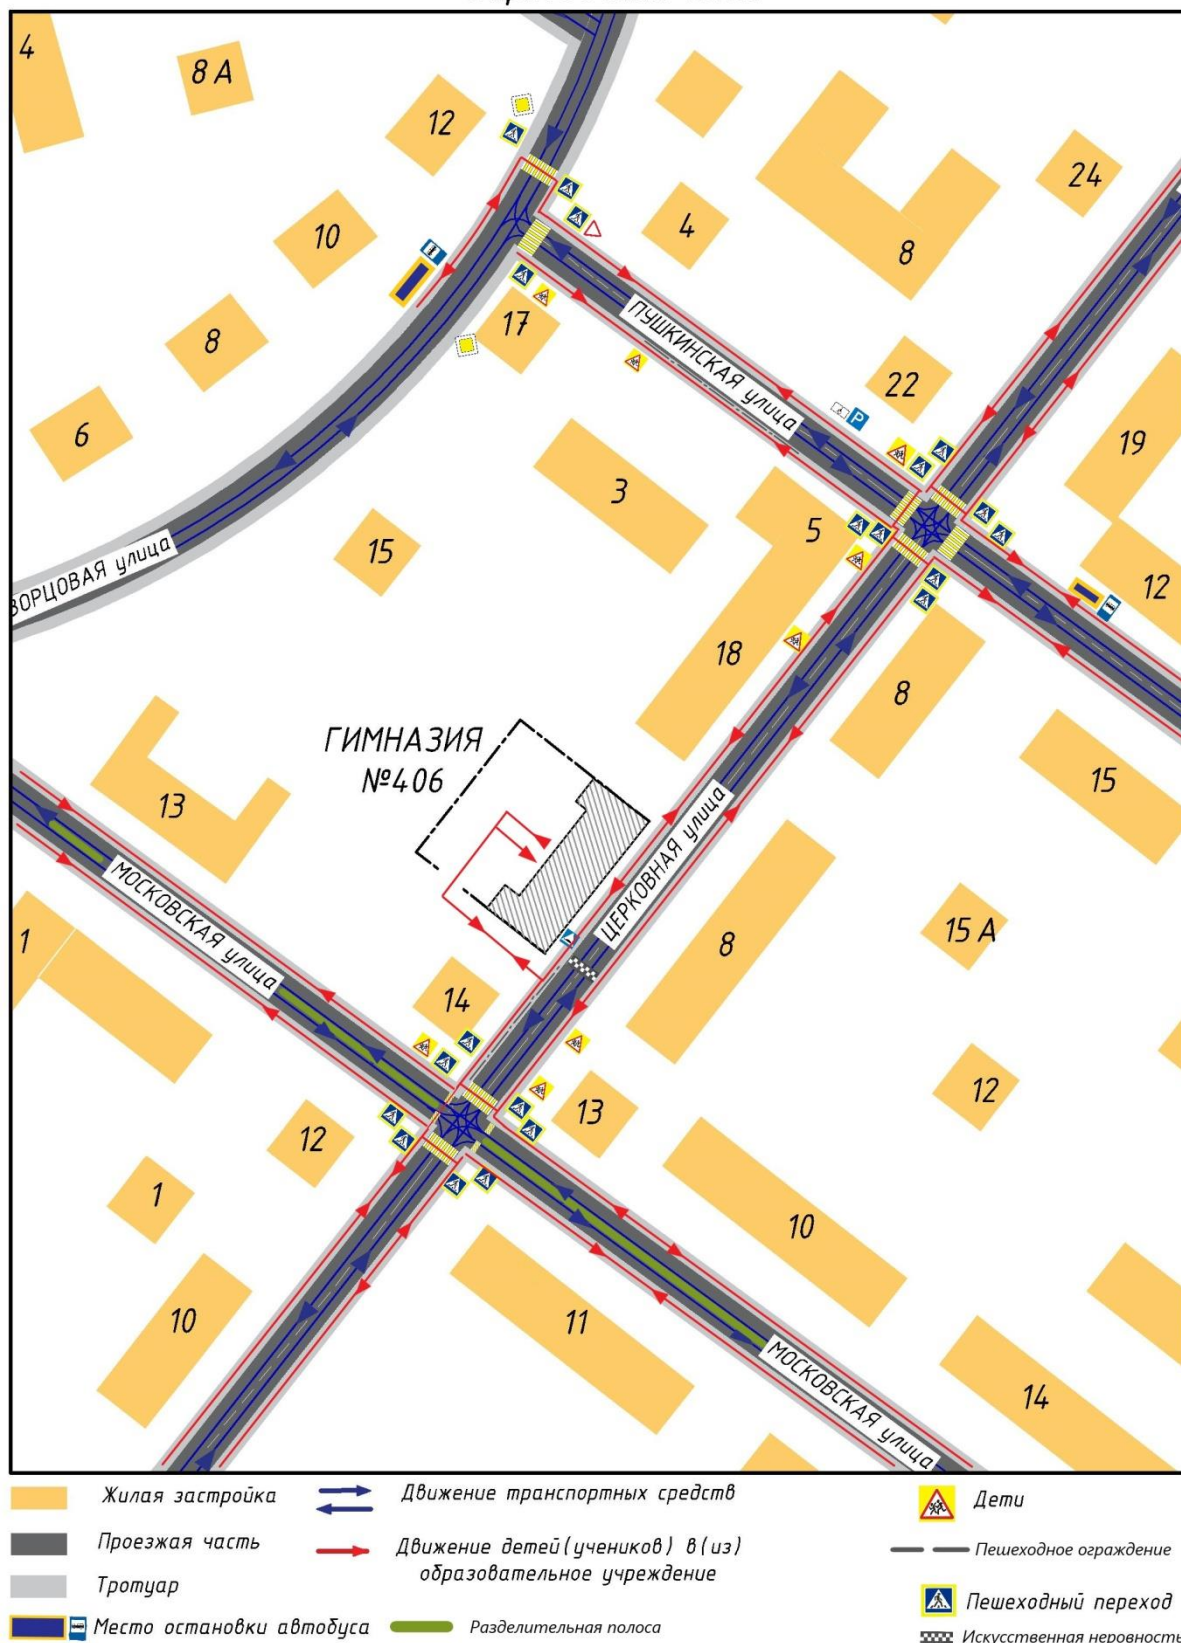 4
8 А
12
10
4
24
8
8
17
ПУШКИНСКАЯ улица
22
6
P
19
3
5
15
ВОРЦОВАЯ улица
12
18
8
ГИМНАЗИЯ
№406
15
13
ЦЕРКОВНАЯ улица
МОСКОВСКАЯ улица
1
8
15 А
14
12
13
12
1
10
10
11
МОСКОВСКАЯ улица
14
Жилая застройка
Движение транспортных средств
Дети
Проезжая часть
Движение детей(учеников) в(из)
образовательное учреждение
Пешеходное ограждение
Тротуар
Пешеходный переход
Место остановки автобуса
Разделительная полоса
Искусственная неровность